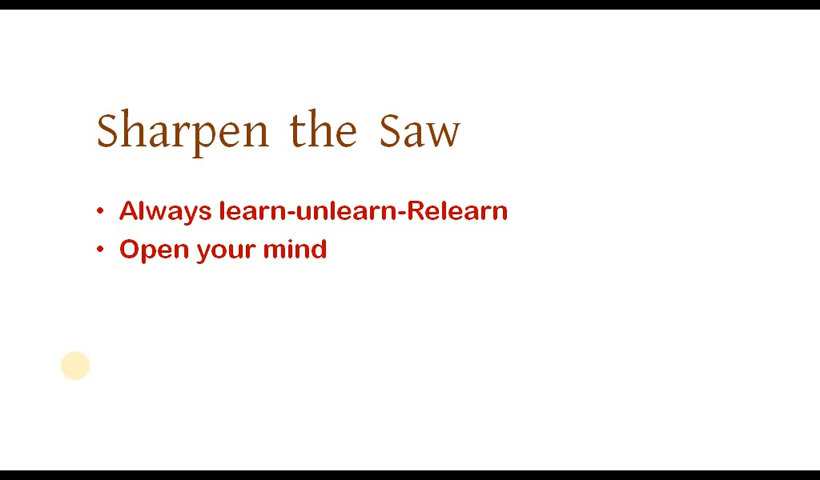 Sharpen the Saw
• Always learn-unlearn-Relearn
• Open your mind